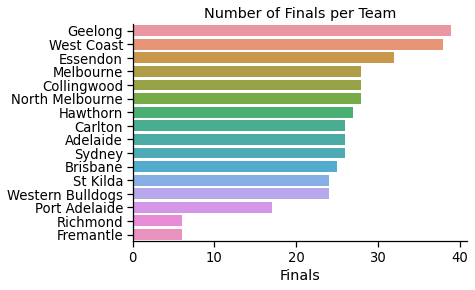 Number of Finals per Team
Geelong
West Coast
Essendon
Melbourne
Collingwood
North Melbourne
Hawthorn
Carlton
Adelaide
Sydney
Brisbane
St Kilda
Western Bulldogs
Port Adelaide
Richmond
Fremantle
0 10 20 30 40
Finals